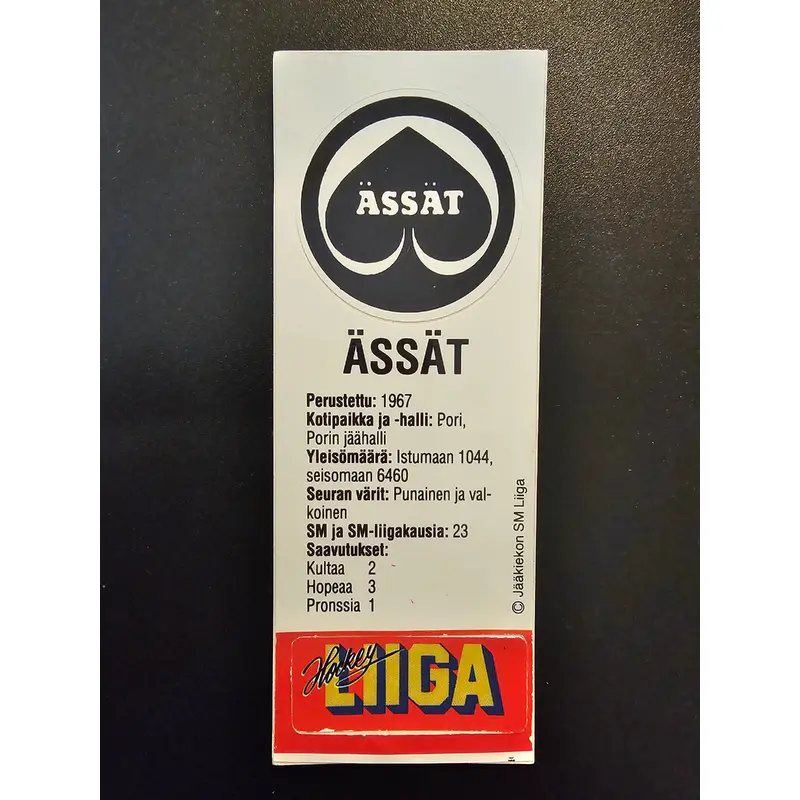 ÄSSÄT
ÄSSÄT
Perustettu: 1967
Kotipaikka ja -halli: Pori,
Porin jäähalli
Yleisömäärä: Istumaan 1044,
seisomaan 6460
Seuran värit: Punainen ja val-
koinen
SM ja SM-liigakausia: 23
Saavutukset:
Kultaa 2
Hopeaa 3
Pronssia 1
© Jääkiekon SM Liiga
Hockey
LIIGA